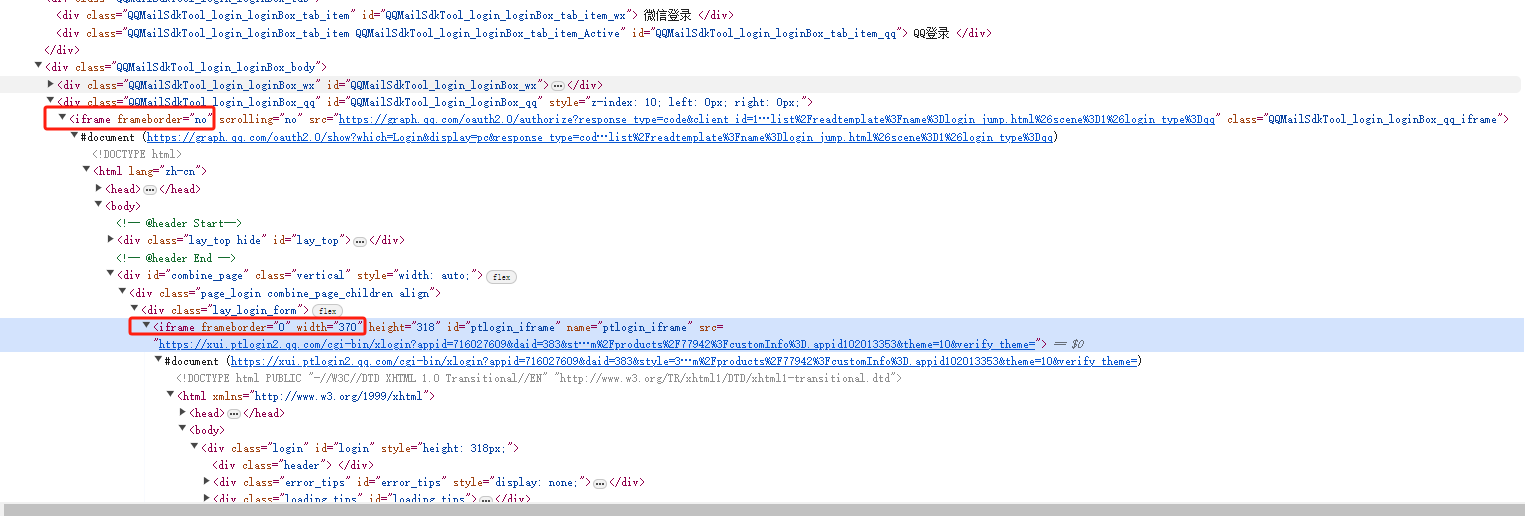 <div class="QQMailSdkTool_login_loginBox_tab_item" id="QQMailSdkTool_login_loginBox_tab_item_wx"> 微信登录 </div>
<div class="QQMailSdkTool_login_loginBox_tab_item QQMailSdkTool_login_loginBox_tab_item_Active" id="QQMailSdkTool_login_loginBox_tab_item_qq"> QQ登录 </div>
</div>
<div class="QQMailSdkTool_login_loginBox_body">
<div class="QQMailSdkTool_login_loginBox_wx" id="QQMailSdkTool_login_loginBox_wx">…</div>
<div class="QQMailSdkTool_login_loginBox_qq" id="QQMailSdkTool_login_loginBox_qq" style="z-index: 10; left: 0px; right: 0px;">
<iframe frameborder="no" scrolling="no" src="https://graph.qq.com/oauth2.0/authorize?response_type=code&client_id=1…list%2Freadtemplate%3Fname%3Dlogin_jump.html%26scene%3D1%26login_type%3Dqq" class="QQMailSdkTool_login_loginBox_qq_iframe">
#document (https://graph.qq.com/oauth2.0/show?which=Login&display=pc&response_type=cod…list%2Freadtemplate%3Fname%3Dlogin_jump.html%26scene%3D1%26login_type%3Dqq)
<!DOCTYPE html>
<html lang="zh-cn">
<head>…</head>
<body>
<!-- @header Start-->
<div class="lay_top hide" id="lay_top">…</div>
<!-- @header End -->
<div id="combine_page" class="vertical" style="width: auto;"> flex
<div class="page_login combine_page_children align">
<div class="lay_login_form"> flex
<iframe frameborder="0" width="370" height="318" id="ptlogin_iframe" name="ptlogin_iframe" src=
"https://xui.ptlogin2.qq.com/cgi-bin/xlogin?appid=716027609&daid=383&st…m%2Fproducts%2F77942%3FcustomInfo%3D.appid102013353&theme=10&verify_theme="> == $0
#document (https://xui.ptlogin2.qq.com/cgi-bin/xlogin?appid=716027609&daid=383&style=3…m%2Fproducts%2F77942%3FcustomInfo%3D.appid102013353&theme=10&verify_theme=)
<!DOCTYPE html PUBLIC "-//W3C//DTD XHTML 1.0 Transitional//EN" "http://www.w3.org/TR/xhtml1/DTD/xhtml1-transitional.dtd">
<html xmlns="http://www.w3.org/1999/xhtml">
<head>…</head>
<body>
<div class="login" id="login" style="height: 318px;">
<div class="header"> </div>
<div class="error_tips" id="error_tips" style="display: none;">…</div>
<div class="loading_tips" id="loading_tips">…</div>